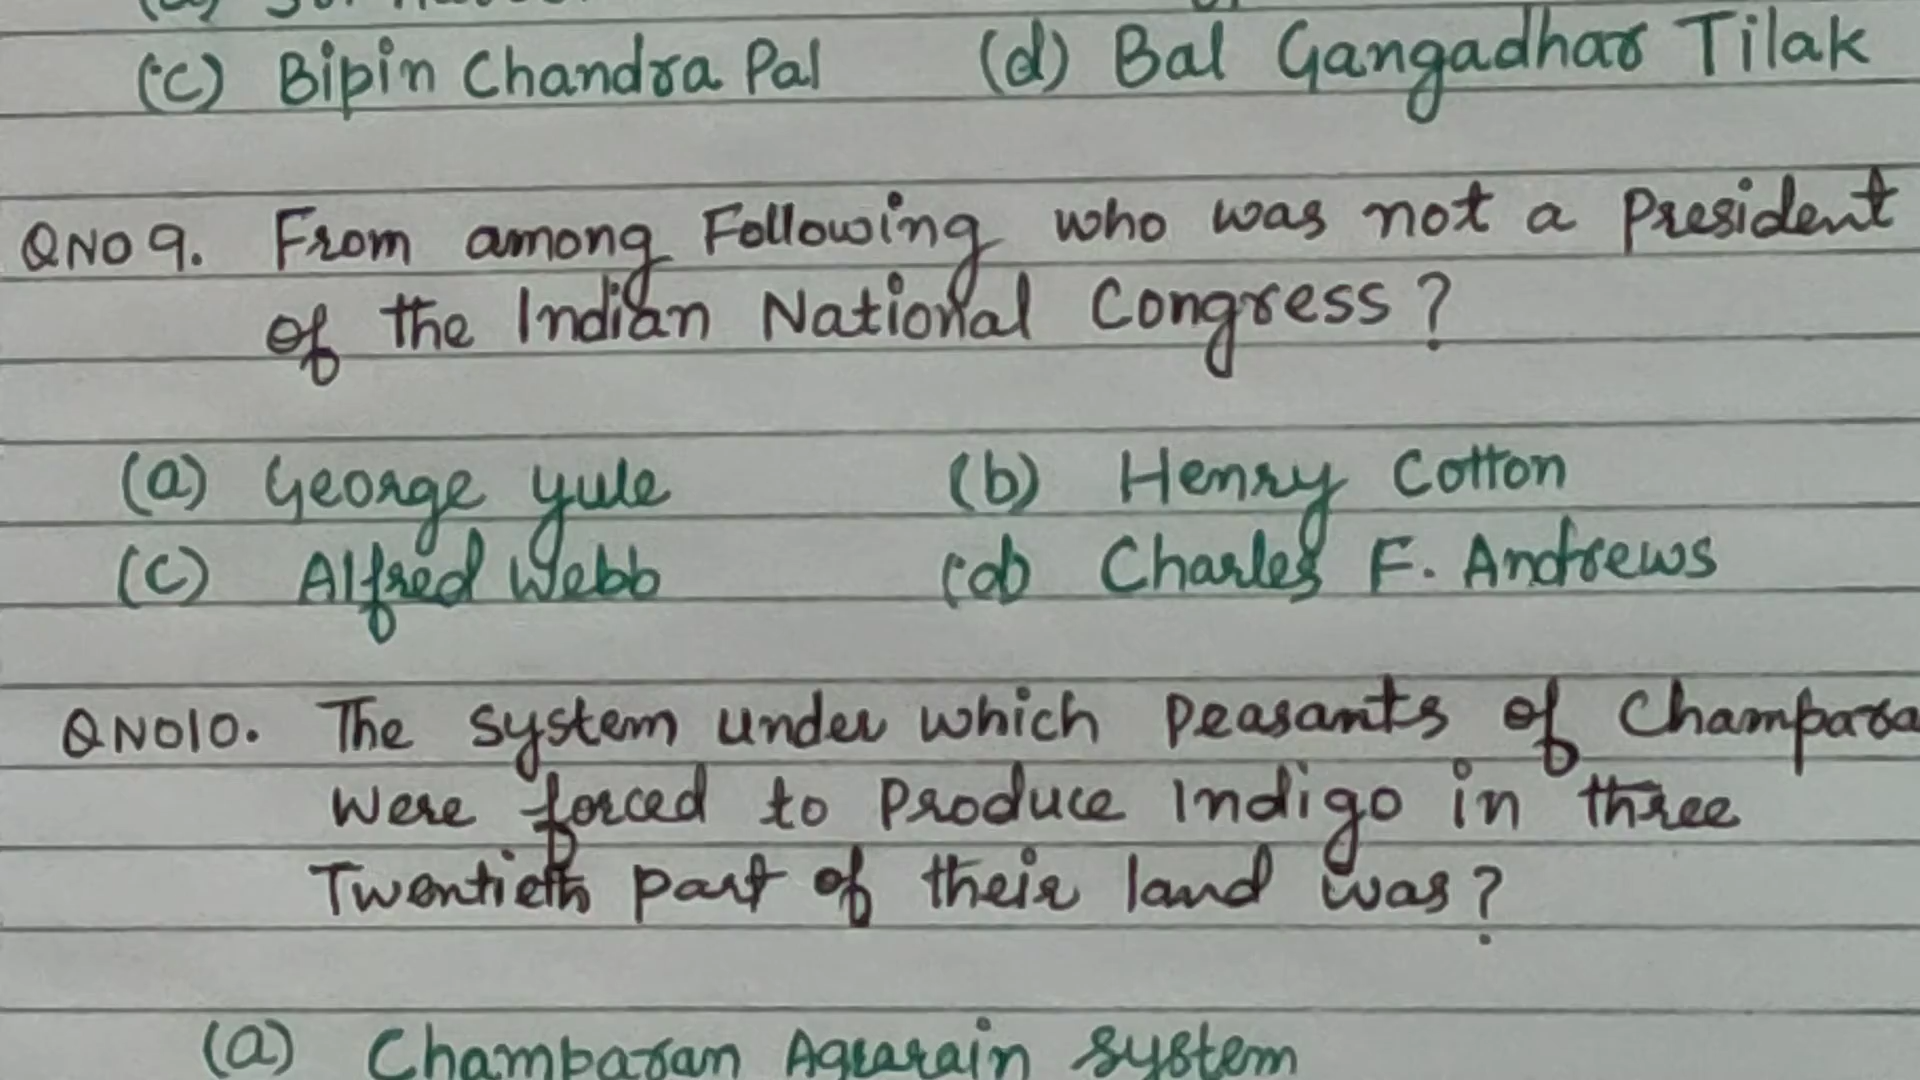 (c) Bipin Chandra Pal (d) Bal Gangadhar Tilak
QNO 9. From among Following who was not a President
of the Indian National Congress?
(a) George yule (b) Henry Cotton
(c) Alfred Webb (d) Charles F. Andrews
QNO10. The system under which Peasants of Champara
were forced to Produce Indigo in three
Twentieth part of their land was?
(a) Champaran Agrarain system